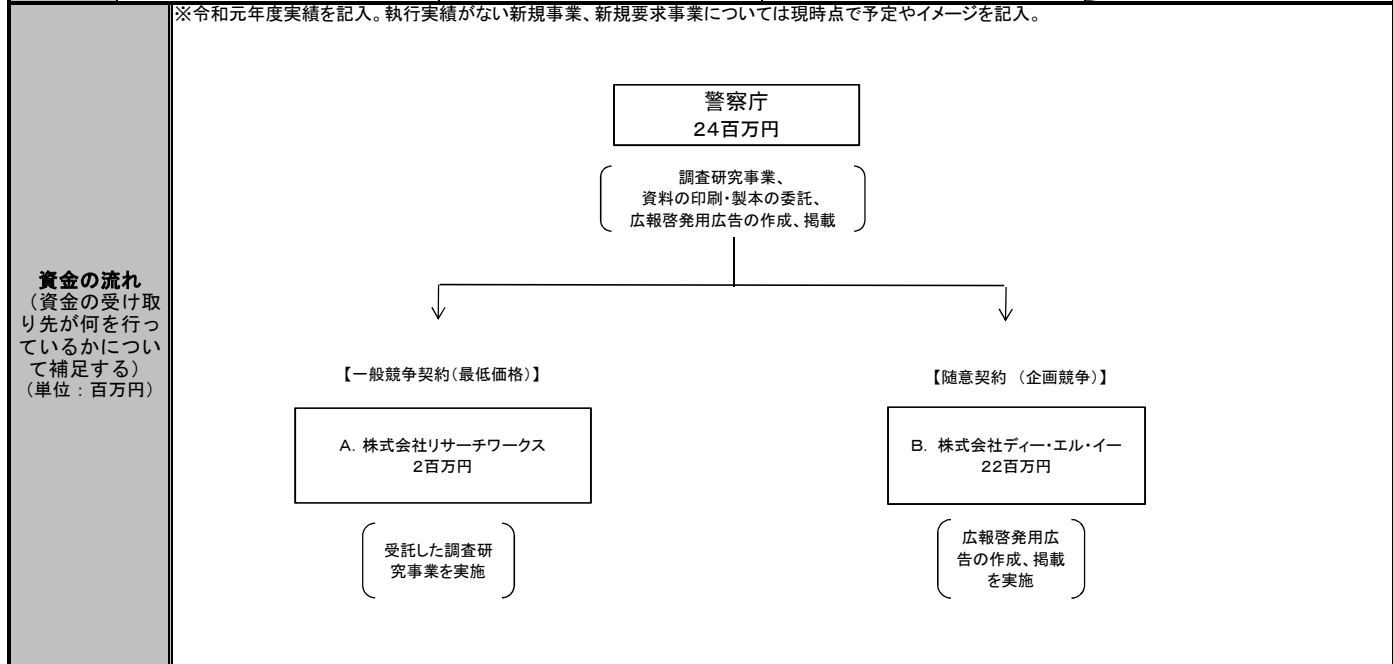 ※令和元年度実績を記入。執行実績がない新規事業、新規要求事業については現時点で予定やイメージを記入。
警察庁
24百万円
調査研究事業、
資料の印刷・製本の委託、
広報啓発用広告の作成、掲載
資金の流れ
（資金の受け取
り先が何を行っ
ているかについ
て補足する）
（単位：百万円）
【一般競争契約（最低価格）】
【随意契約 （企画競争）】
A. 株式会社リサーチワークス
2百万円
B. 株式会社ディー・エル・イー
22百万円
受託した調査研
究事業を実施
広報啓発用広
告の作成、掲載
を実施